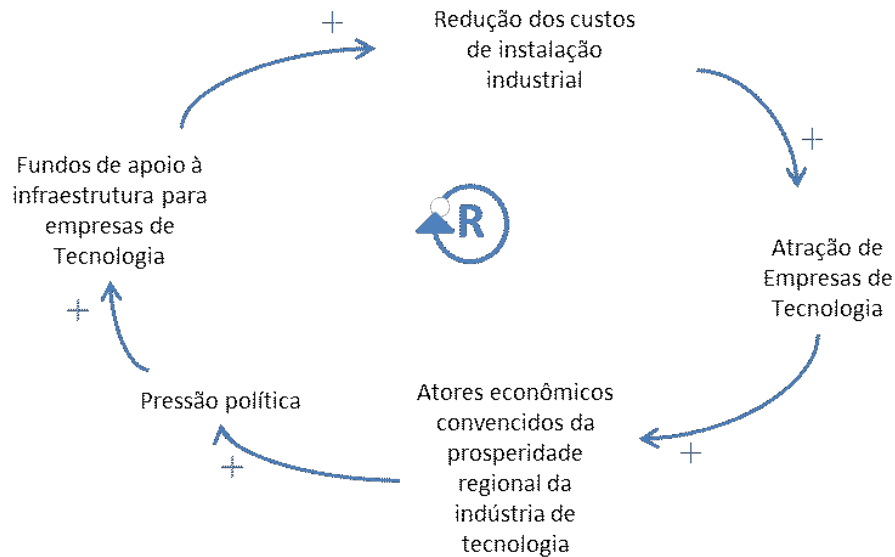 +
Redução dos custos
de instalação
industrial
+
Fundos de apoio à
infraestrutura para
empresas de
Tecnologia
R
Atração de
Empresas de
Tecnologia
+
Pressão política
Atores econômicos
convencidos da
prosperidade
regional da
indústria de
tecnologia
+
+